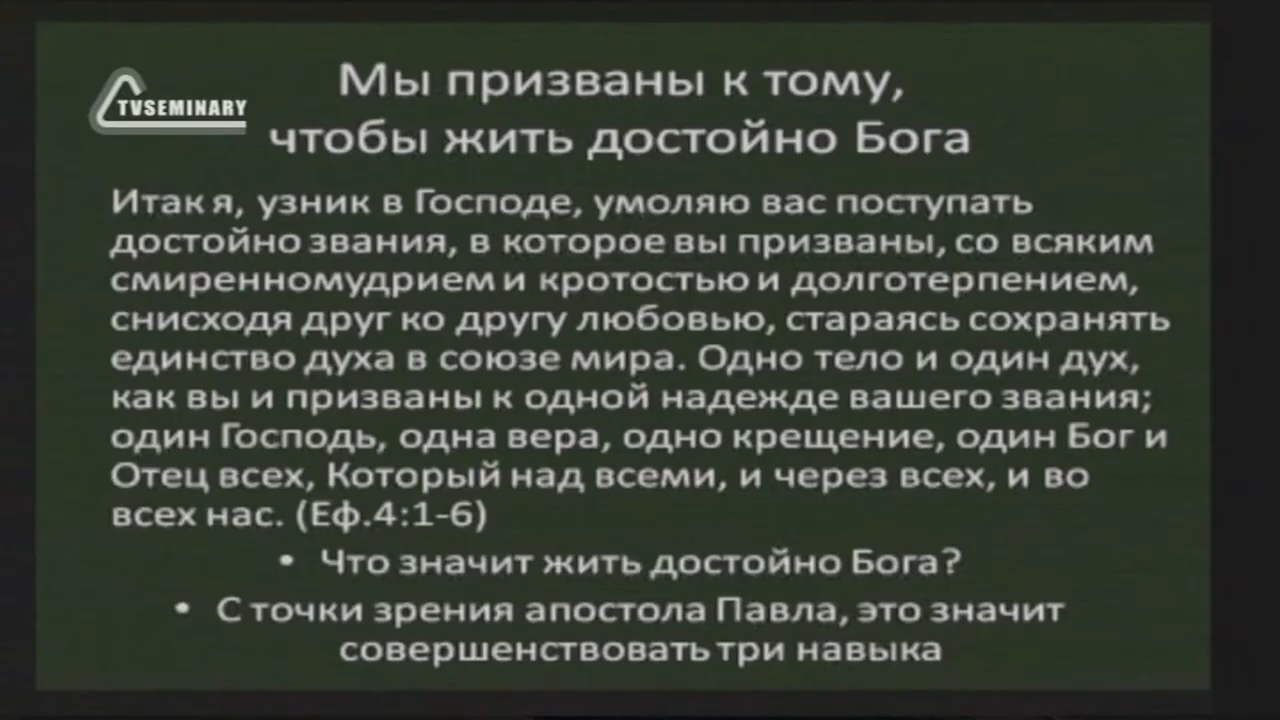 Мы призваны к тому,
TVSEMINARY
чтобы жить достойно Бога
Итак я, узник в Господе, умоляю вас поступать
достойно звания, в которое вы призваны, со всяким
смиренномудрием и кротостью и долготерпением,
снисходя друг ко другу любовью, стараясь сохранять
единство духа в союзе мира. Одно тело и один дух,
как вы и призваны к одной надежде вашего звания;
один Господь, одна вера, одно крещение, один Бог и
Отец всех, Который над всеми, и через всех, и во
всех нас. (Еф.4:1-6)
• Что значит жить достойно Бога?
• С точки зрения апостола Павла, это значит
совершенствовать три навыка